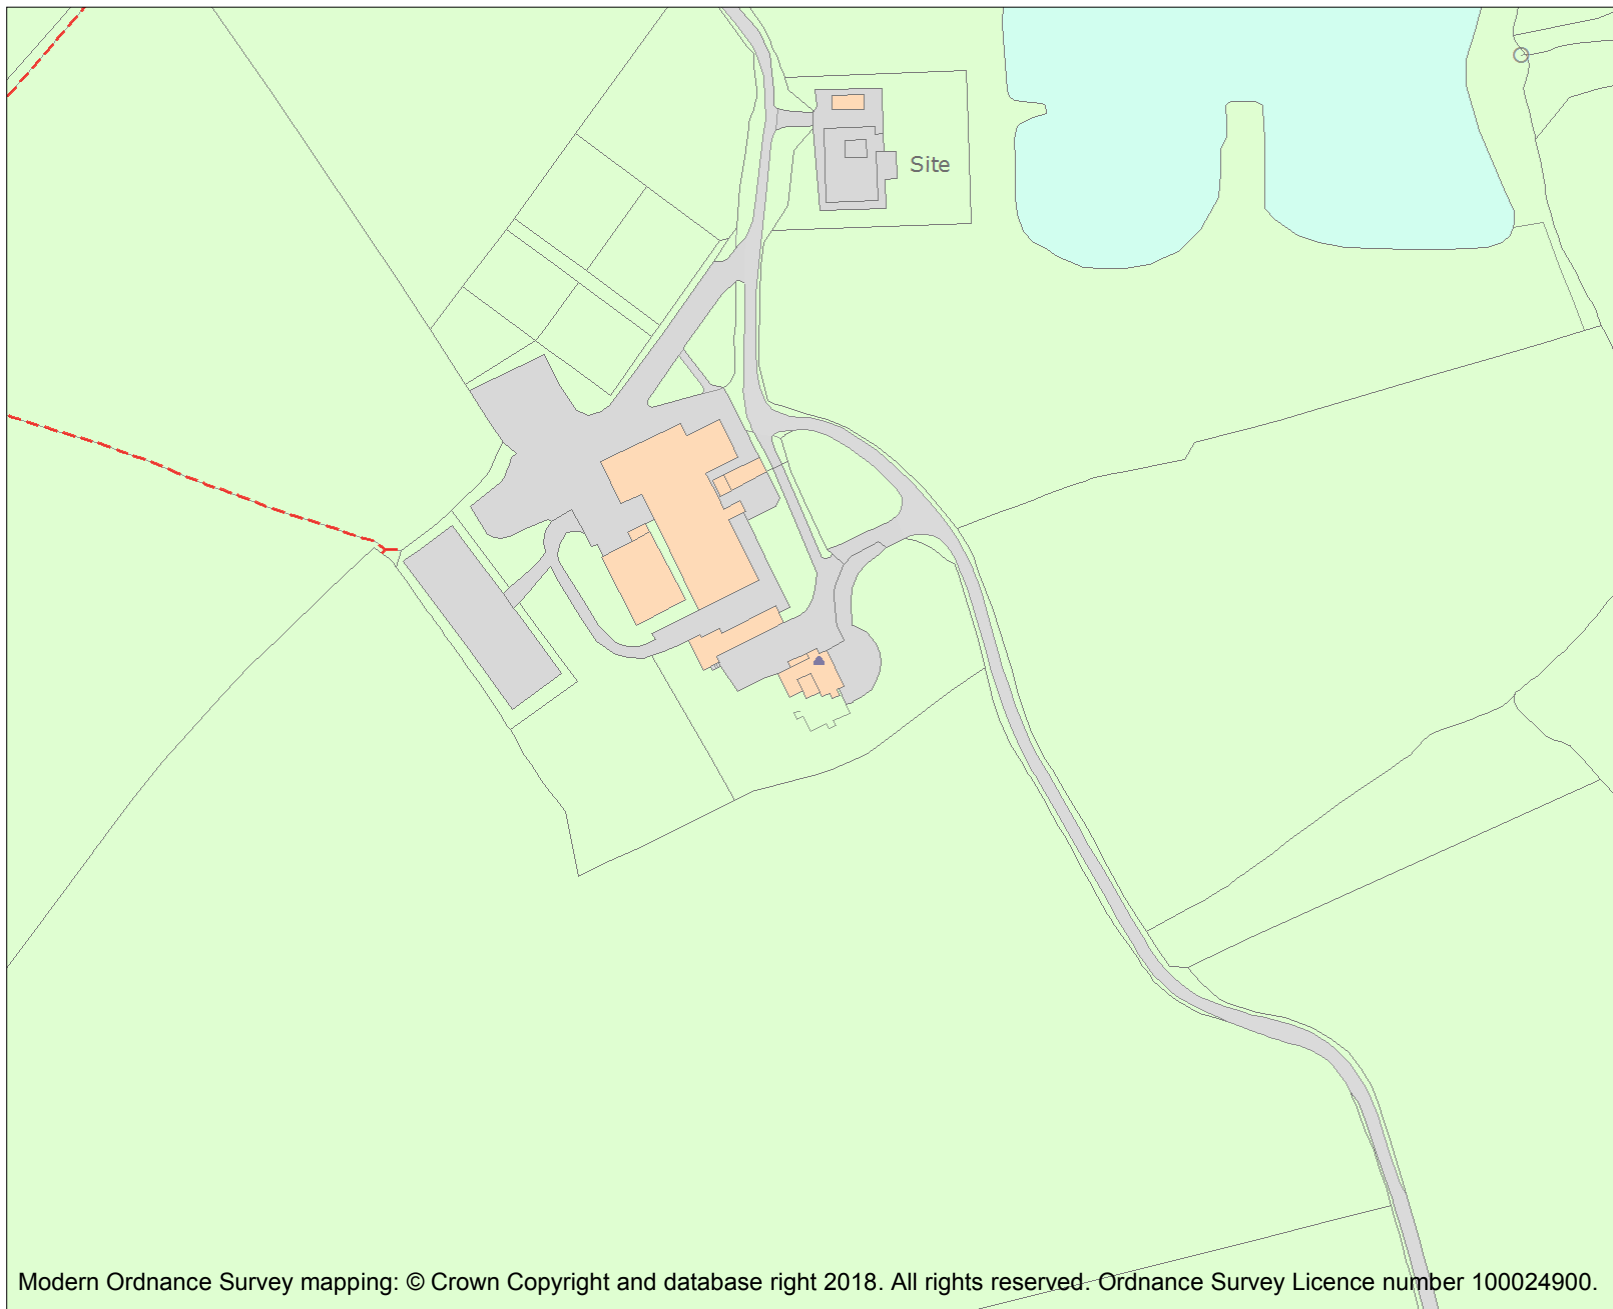 Site
Modern Ordnance Survey mapping: © Crown Copyright and database right 2018. All rights reserved. Ordnance Survey Licence number 100024900.